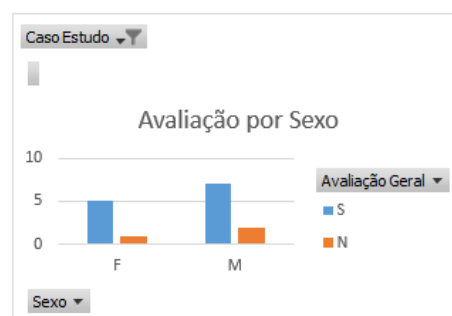 Caso Estudo
Avaliação por Sexo
10
5
0
F M
Avaliação Geral
S
N
Sexo